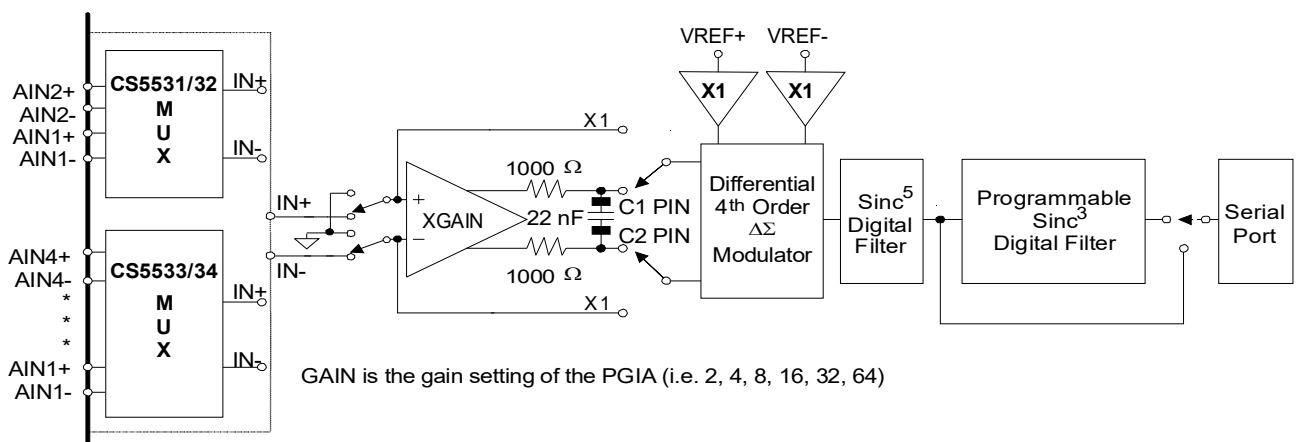 VREF+
VREF-
X1
X1
CS5531/32
M
U
X
AIN2+
AIN2-
AIN1+
AIN1-
IN+
IN-
X1
1000 Ω
IN+
IN-
+
−
XGAIN
22 nF
C1 PIN
C2 PIN
1000 Ω
X1
Differential
4th Order
ΔΣ
Modulator
Sinc⁵
Digital
Filter
Programmable
Sinc³
Digital Filter
Serial
Port
CS5533/34
M
U
X
AIN4+
AIN4-
*
*
*
AIN1+
AIN1-
IN+
IN-
GAIN is the gain setting of the PGIA (i.e. 2, 4, 8, 16, 32, 64)